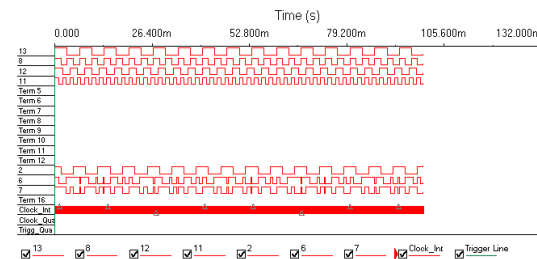 Time (s)
0.000 26.400m 52.800m 79.200m 105.600m 132.000m
13
8
12
11
Term 5
Term 6
Term 7
Term 8
Term 9
Term 10
Term 11
Term 12
2
6
7
Term 16
Clock_Int
Clock_Qua
Trigg_Qua
13 8 12 11 2 6 7 Clock_Int Trigger Line